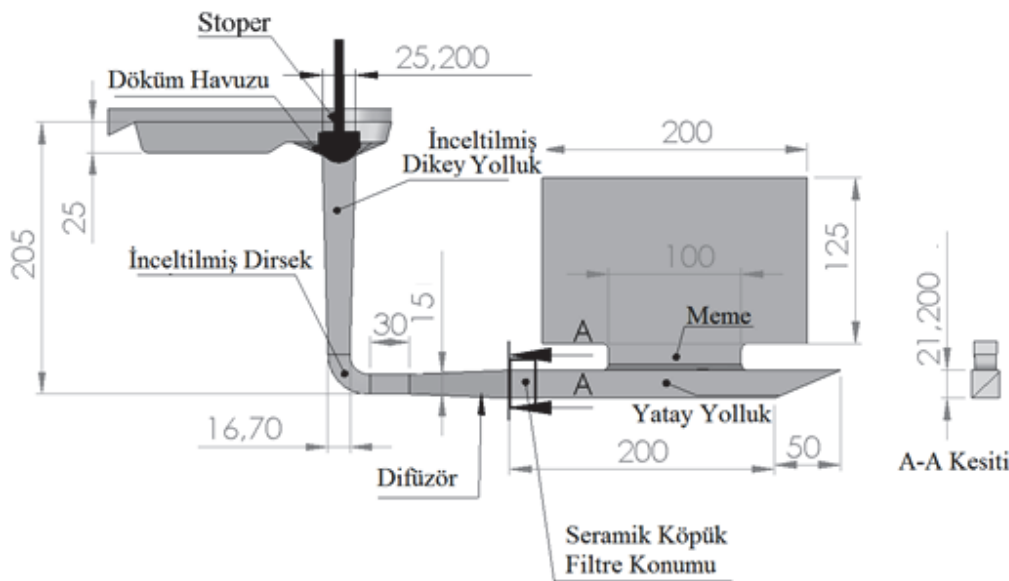 Stoper
25,200
Döküm Havuzu
İnceltilmiş
Dikey Yolluk
200
25
205
İnceltilmiş Dirsek
125
100
30
15
A
Meme
21,200
A
Yatay Yolluk
16,70
200
50
A-A Kesiti
Difüzör
Seramik Köpük
Filtre Konumu